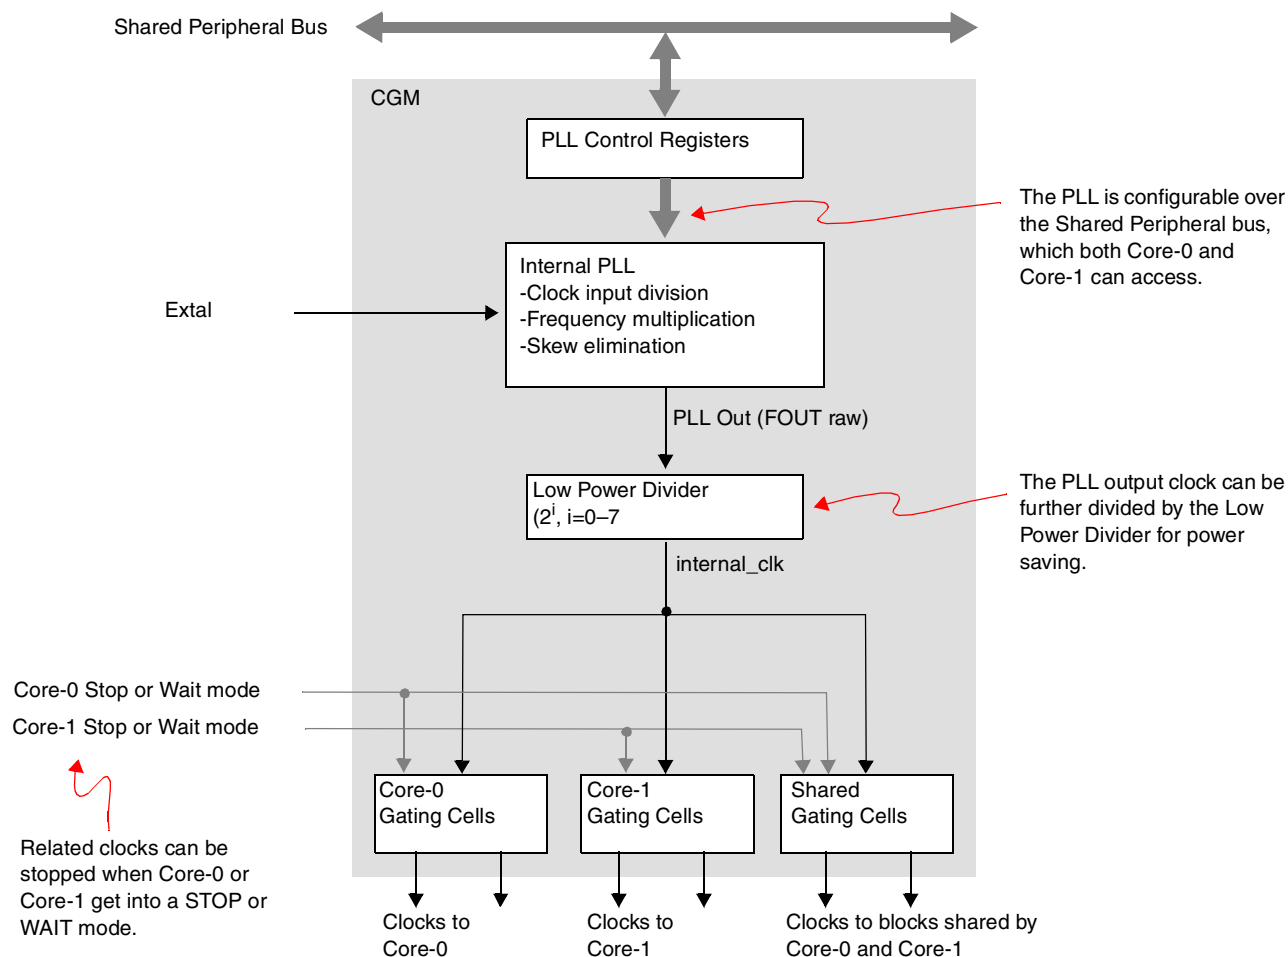 Shared Peripheral Bus
CGM
PLL Control Registers
The PLL is configurable over
the Shared Peripheral bus,
which both Core-0 and
Core-1 can access.
Internal PLL
-Clock input division
-Frequency multiplication
-Skew elimination
Extal
PLL Out (FOUT raw)
Low Power Divider
(2^i, i=0–7
The PLL output clock can be
further divided by the Low
Power Divider for power
saving.
internal_clk
Core-0 Stop or Wait mode
Core-1 Stop or Wait mode
Core-0
Gating Cells
Core-1
Gating Cells
Shared
Gating Cells
Related clocks can be
stopped when Core-0 or
Core-1 get into a STOP or
WAIT mode.
Clocks to
Core-0
Clocks to
Core-1
Clocks to blocks shared by
Core-0 and Core-1